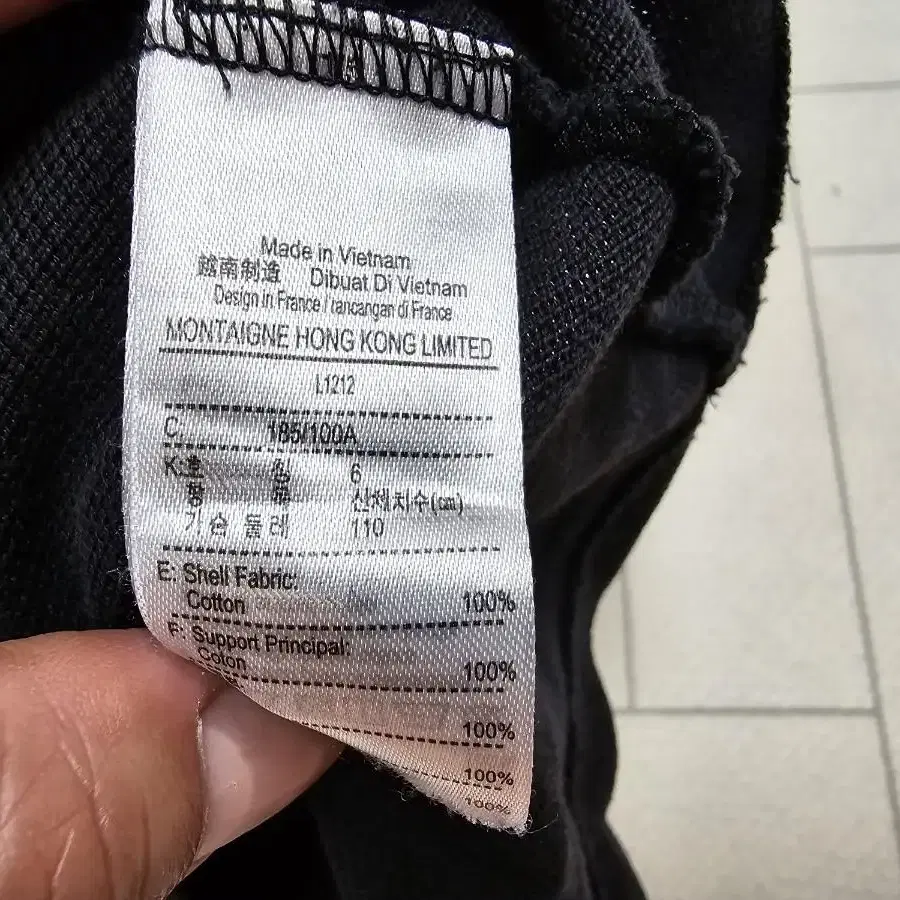 Made in Vietnam
越南制造 Dibuat Di Vietnam
Design in France / rancangan di France
MONTAIGNE HONG KONG LIMITED
L1212
C: 185/100A
K:호 6
신체치수(㎝)
가슴 둘레 110
E: Shell Fabric:
Cotton 100%
F: Support Principal:
Coton 100%
100%
100%
100%